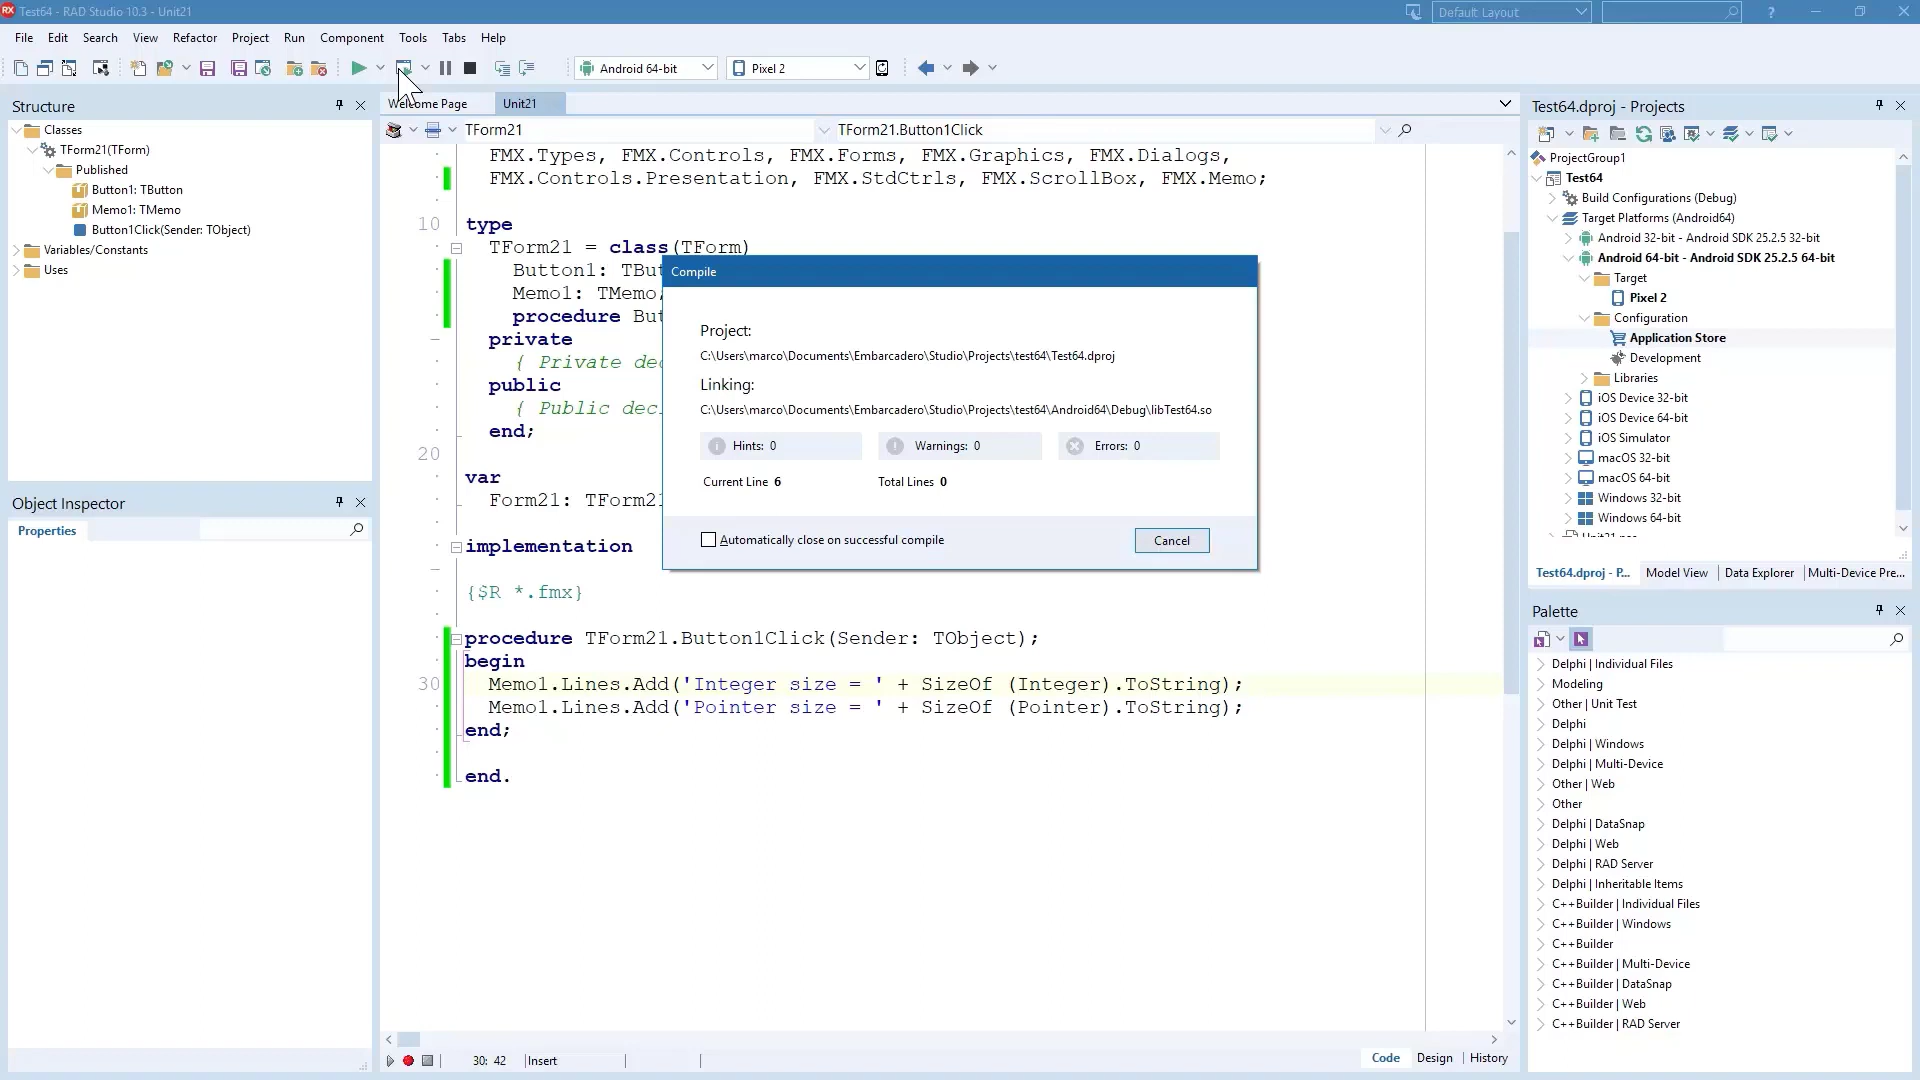 Test64 - RAD Studio 10.3 - Unit21
Default Layout
File Edit Search View Refactor Project Run Component Tools Tabs Help
Android 64-bit
Pixel 2
Structure
Classes
TForm21(TForm)
Published
Button1: TButton
Memo1: TMemo
Button1Click(Sender: TObject)
Variables/Constants
Uses
Object Inspector
Properties
Welcome Page
Unit21
TForm21
TForm21.Button1Click
FMX.Types, FMX.Controls, FMX.Forms, FMX.Graphics, FMX.Dialogs,
FMX.Controls.Presentation, FMX.StdCtrls, FMX.ScrollBox, FMX.Memo;
10 type
TForm21 = class(TForm)
Button1: TBut
Memo1: TMemo;
procedure But
private
{ Private dec
public
{ Public decl
end;
20
var
Form21: TForm21
implementation
{$R *.fmx}
procedure TForm21.Button1Click(Sender: TObject);
begin
30 Memo1.Lines.Add('Integer size = ' + SizeOf (Integer).ToString);
Memo1.Lines.Add('Pointer size = ' + SizeOf (Pointer).ToString);
end;
end.
Compile
Project:
C:\Users\marco\Documents\Embarcadero\Studio\Projects\test64\Test64.dproj
Linking:
C:\Users\marco\Documents\Embarcadero\Studio\Projects\test64\Android64\Debug\libTest64.so
Hints: 0
Warnings: 0
Errors: 0
Current Line 6
Total Lines 0
Automatically close on successful compile
Cancel
30: 42
Insert
Code
Design
History
Test64.dproj - Projects
ProjectGroup1
Test64
Build Configurations (Debug)
Target Platforms (Android64)
Android 32-bit - Android SDK 25.2.5 32-bit
Android 64-bit - Android SDK 25.2.5 64-bit
Target
Pixel 2
Configuration
Application Store
Development
Libraries
iOS Device 32-bit
iOS Device 64-bit
iOS Simulator
macOS 32-bit
macOS 64-bit
Windows 32-bit
Windows 64-bit
Test64.dproj - P...
Model View
Data Explorer
Multi-Device Pre...
Palette
Delphi | Individual Files
Modeling
Other | Unit Test
Delphi
Delphi | Windows
Delphi | Multi-Device
Other | Web
Other
Delphi | DataSnap
Delphi | Web
Delphi | RAD Server
Delphi | Inheritable Items
C++Builder | Individual Files
C++Builder | Windows
C++Builder
C++Builder | Multi-Device
C++Builder | DataSnap
C++Builder | Web
C++Builder | RAD Server